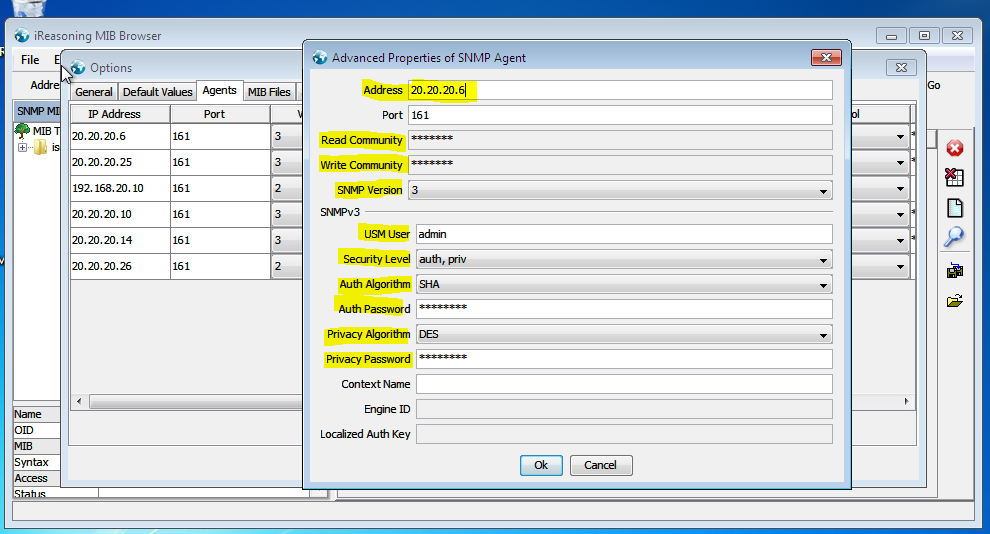 iReasoning MIB Browser
File
Addre
Go
Options
General Default Values Agents MIB Files
SNMP MI
IP Address Port
ol
MIB T
is
20.20.20.6 161 3
20.20.20.25 161 3
192.168.20.10 161 2
20.20.20.10 161 3
20.20.20.14 161 3
20.20.20.26 161 2
Name
OID
MIB
Syntax
Access
Status
Advanced Properties of SNMP Agent
Address 20.20.20.6
Port 161
Read Community *******
Write Community *******
SNMP Version 3
SNMPv3
USM User admin
Security Level auth, priv
Auth Algorithm SHA
Auth Password ********
Privacy Algorithm DES
Privacy Password ********
Context Name
Engine ID
Localized Auth Key
Ok Cancel